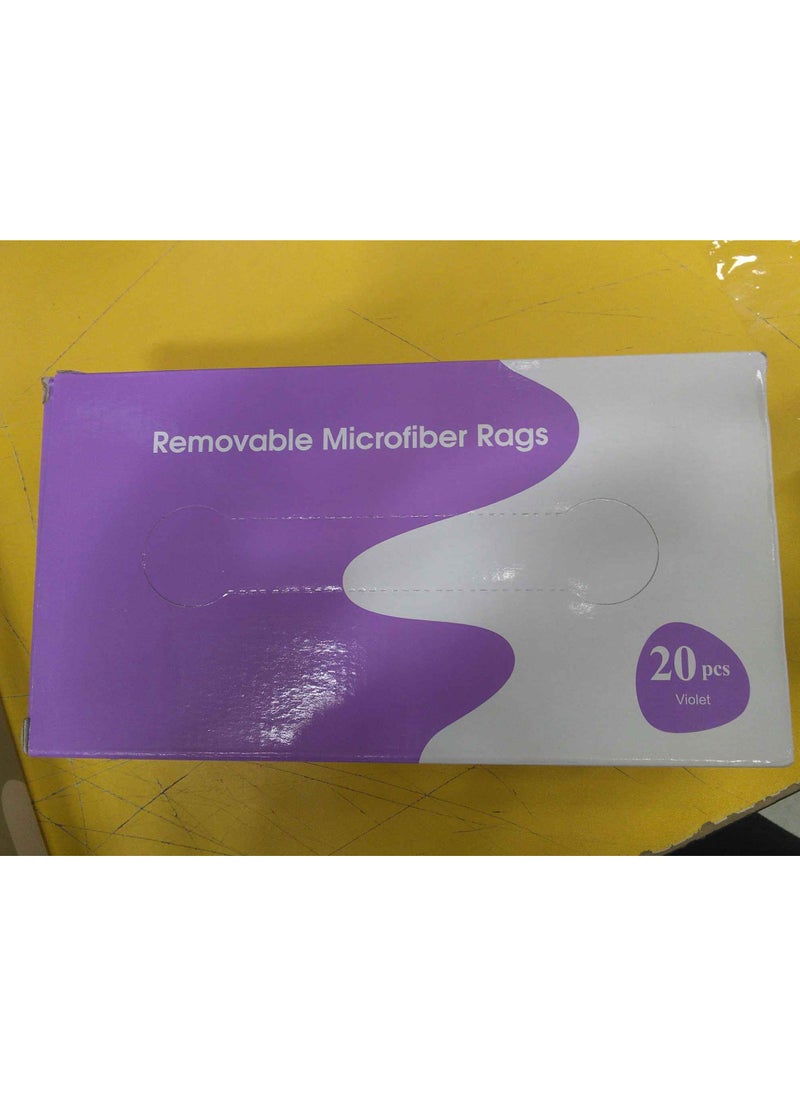 Removable Microfiber Rags
20 pcs
Violet